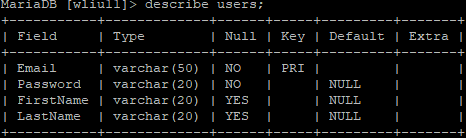 MariaDB [wliull]> describe users;
+-----------+-------------+------+-----+---------+-------+
| Field | Type | Null | Key | Default | Extra |
+-----------+-------------+------+-----+---------+-------+
| Email | varchar(50) | NO | PRI | | |
| Password | varchar(20) | NO | | NULL | |
| FirstName | varchar(20) | YES | | NULL | |
| LastName | varchar(20) | YES | | NULL | |
+-----------+-------------+------+-----+---------+-------+